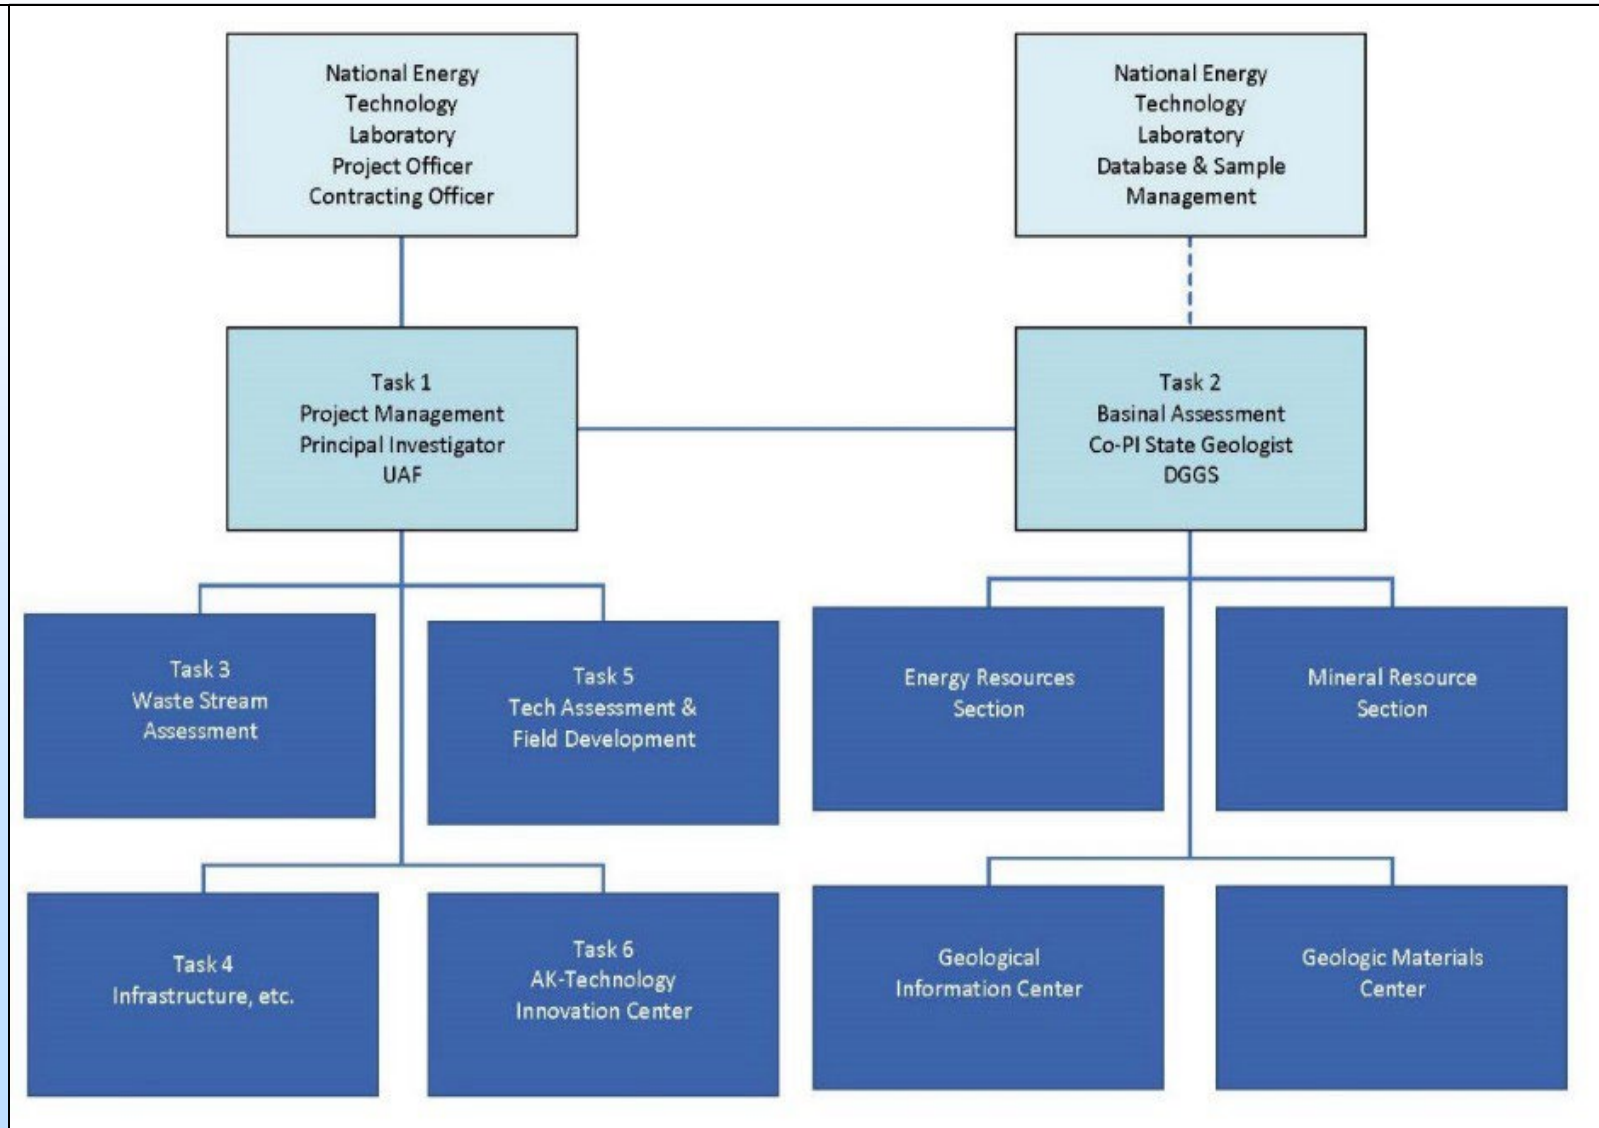 National Energy
Technology
Laboratory
Project Officer
Contracting Officer
National Energy
Technology
Laboratory
Database & Sample
Management
Task 1
Project Management
Principal Investigator
UAF
Task 2
Basinal Assessment
Co-PI State Geologist
DGGS
Task 3
Waste Stream
Assessment
Task 5
Tech Assessment &
Field Development
Energy Resources
Section
Mineral Resource
Section
Task 4
Infrastructure, etc.
Task 6
AK-Technology
Innovation Center
Geological
Information Center
Geologic Materials
Center